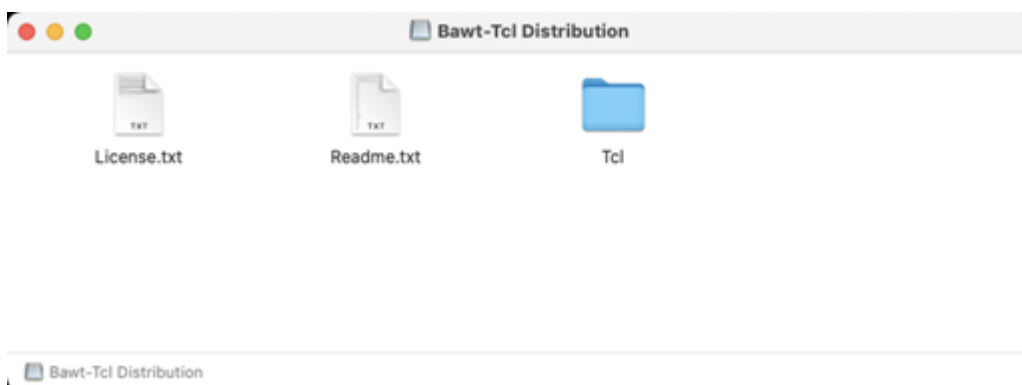 Bawt-Tcl Distribution
TXT
TXT
License.txt
Readme.txt
Tcl
Bawt-Tcl Distribution